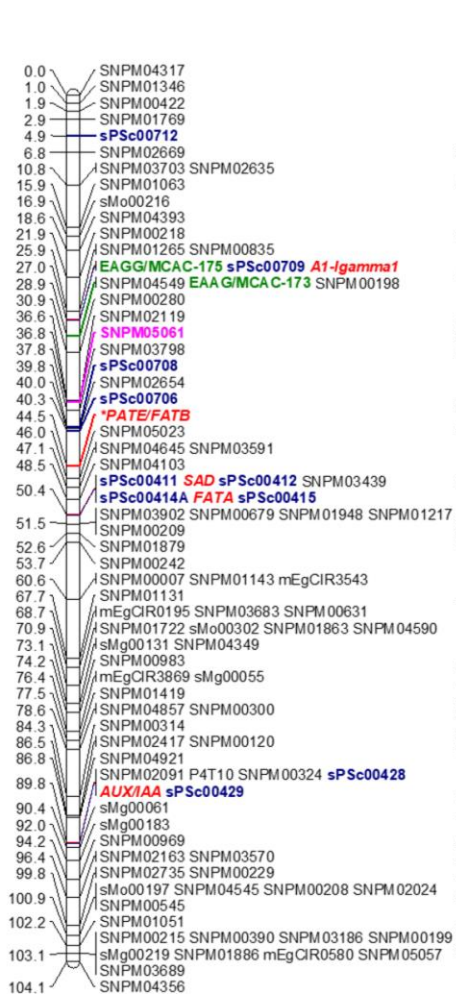 0.0 SNPM04317
1.0 SNPM01346
1.9 SNPM00422
2.9 SNPM01769
4.9 sPSc00712
6.8 SNPM02669
10.8 SNPM03703 SNPM02635
15.9 SNPM01063
16.9 sMo00216
18.6 SNPM04393
21.9 SNPM00218
25.9 SNPM01265 SNPM00835
27.0 EAGG/MCAC-175 sPSc00709 A1-Igamma1
28.9 SNPM04549 EAAG/MCAC-173 SNPM00198
30.9 SNPM00280
36.6 SNPM02119
36.8 SNPM05061
37.8 SNPM03798
39.8 sPSc00708
40.0 SNPM02654
40.3 sPSc00706
44.5 *PATE/FATB
46.0 SNPM05023
47.1 SNPM04645 SNPM03591
48.5 SNPM04103
50.4 sPSc00411 SAD sPSc00412 SNPM03439
sPSc00414A FATA sPSc00415
51.5 SNPM03902 SNPM00679 SNPM01948 SNPM01217
SNPM00209
52.6 SNPM01879
53.7 SNPM00242
60.6 SNPM00007 SNPM01143 mEgCIR3543
67.7 SNPM01131
68.7 mEgCIR0195 SNPM03683 SNPM00631
70.9 SNPM01722 sMo00302 SNPM01863 SNPM04590
73.1 sMg00131 SNPM04349
74.2 SNPM00983
76.4 mEgCIR3869 sMg00055
77.5 SNPM01419
78.6 SNPM04857 SNPM00300
84.3 SNPM00314
86.5 SNPM02417 SNPM00120
86.8 SNPM04921
89.8 SNPM02091 P4T10 SNPM00324 sPSc00428
AUX/IAA sPSc00429
90.4 sMg00061
92.0 sMg00183
94.2 SNPM00969
96.4 SNPM02163 SNPM03570
99.8 SNPM02735 SNPM00229
100.9 sMo00197 SNPM04545 SNPM00208 SNPM02024
SNPM00545
102.2 SNPM01051
103.1 SNPM00215 SNPM00390 SNPM03186 SNPM00199
sMg00219 SNPM01886 mEgCIR0580 SNPM05057
SNPM03689
104.1 SNPM04356